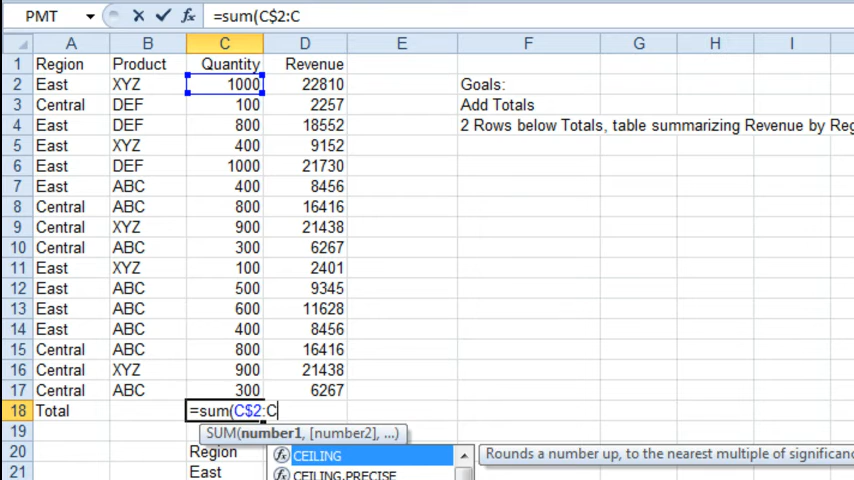 PMT =sum(C$2:C
A B C D E F G H I
1 Region Product Quantity Revenue
2 East XYZ 1000 22810 Goals:
3 Central DEF 100 2257 Add Totals
4 East DEF 800 18552 2 Rows below Totals, table summarizing Revenue by Reg
5 East XYZ 400 9152
6 East DEF 1000 21730
7 East ABC 400 8456
8 Central ABC 800 16416
9 Central XYZ 900 21438
10 Central ABC 300 6267
11 East XYZ 100 2401
12 East ABC 500 9345
13 East ABC 600 11628
14 East ABC 400 8456
15 Central ABC 800 16416
16 Central XYZ 900 21438
17 Central ABC 300 6267
18 Total =sum(C$2:C
19 SUM(number1, [number2], ...)
20 Region fx CEILING Rounds a number up, to the nearest multiple of significanc
21 East fx CEILING.PRECISE